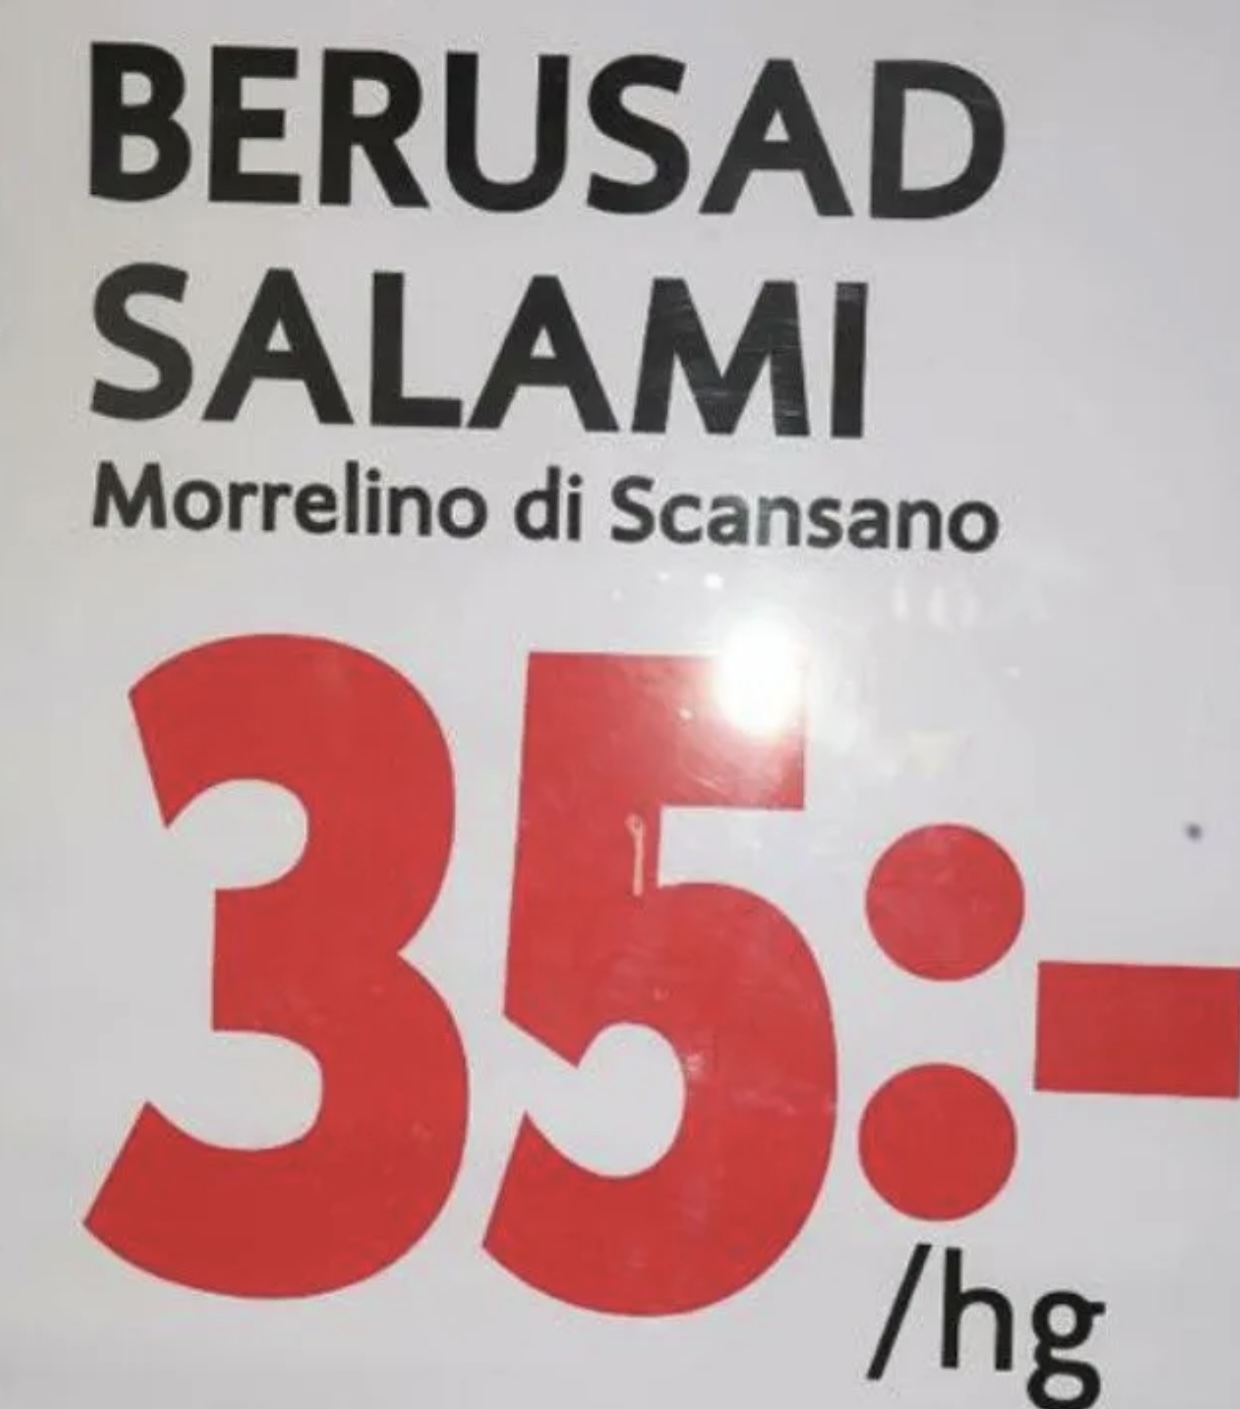 BERUSAD
SALAMI
Morrelino di Scansano
35:-
/hg